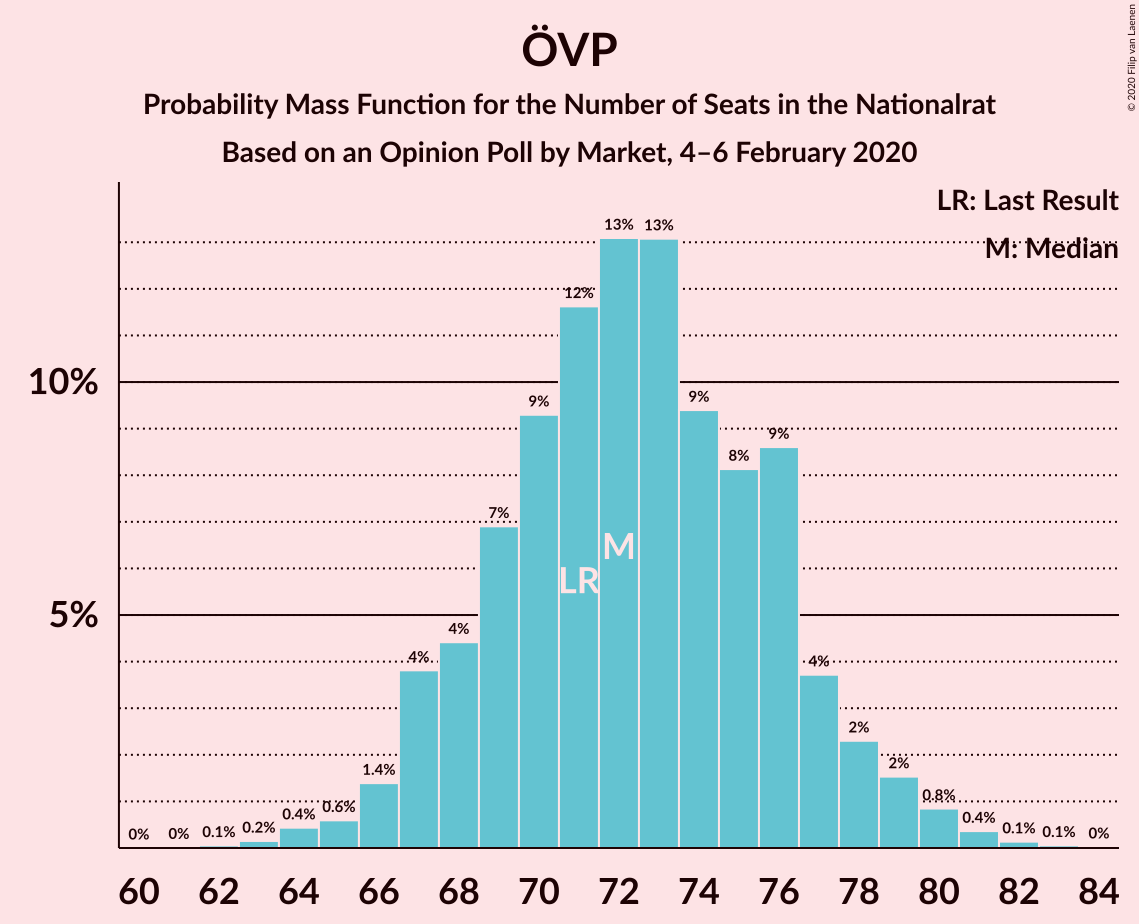 ÖVP
Probability Mass Function for the Number of Seats in the Nationalrat
Based on an Opinion Poll by Market, 4–6 February 2020
© 2020 Filip van Laenen
LR: Last Result
M: Median
10%
5%
0% 0% 0.1% 0.2% 0.4% 0.6% 1.4% 4% 4% 7% 9% 12% 13% 13% 9% 8% 9% 4% 2% 2% 0.8% 0.4% 0.1% 0.1% 0%
M
LR
60 62 64 66 68 70 72 74 76 78 80 82 84